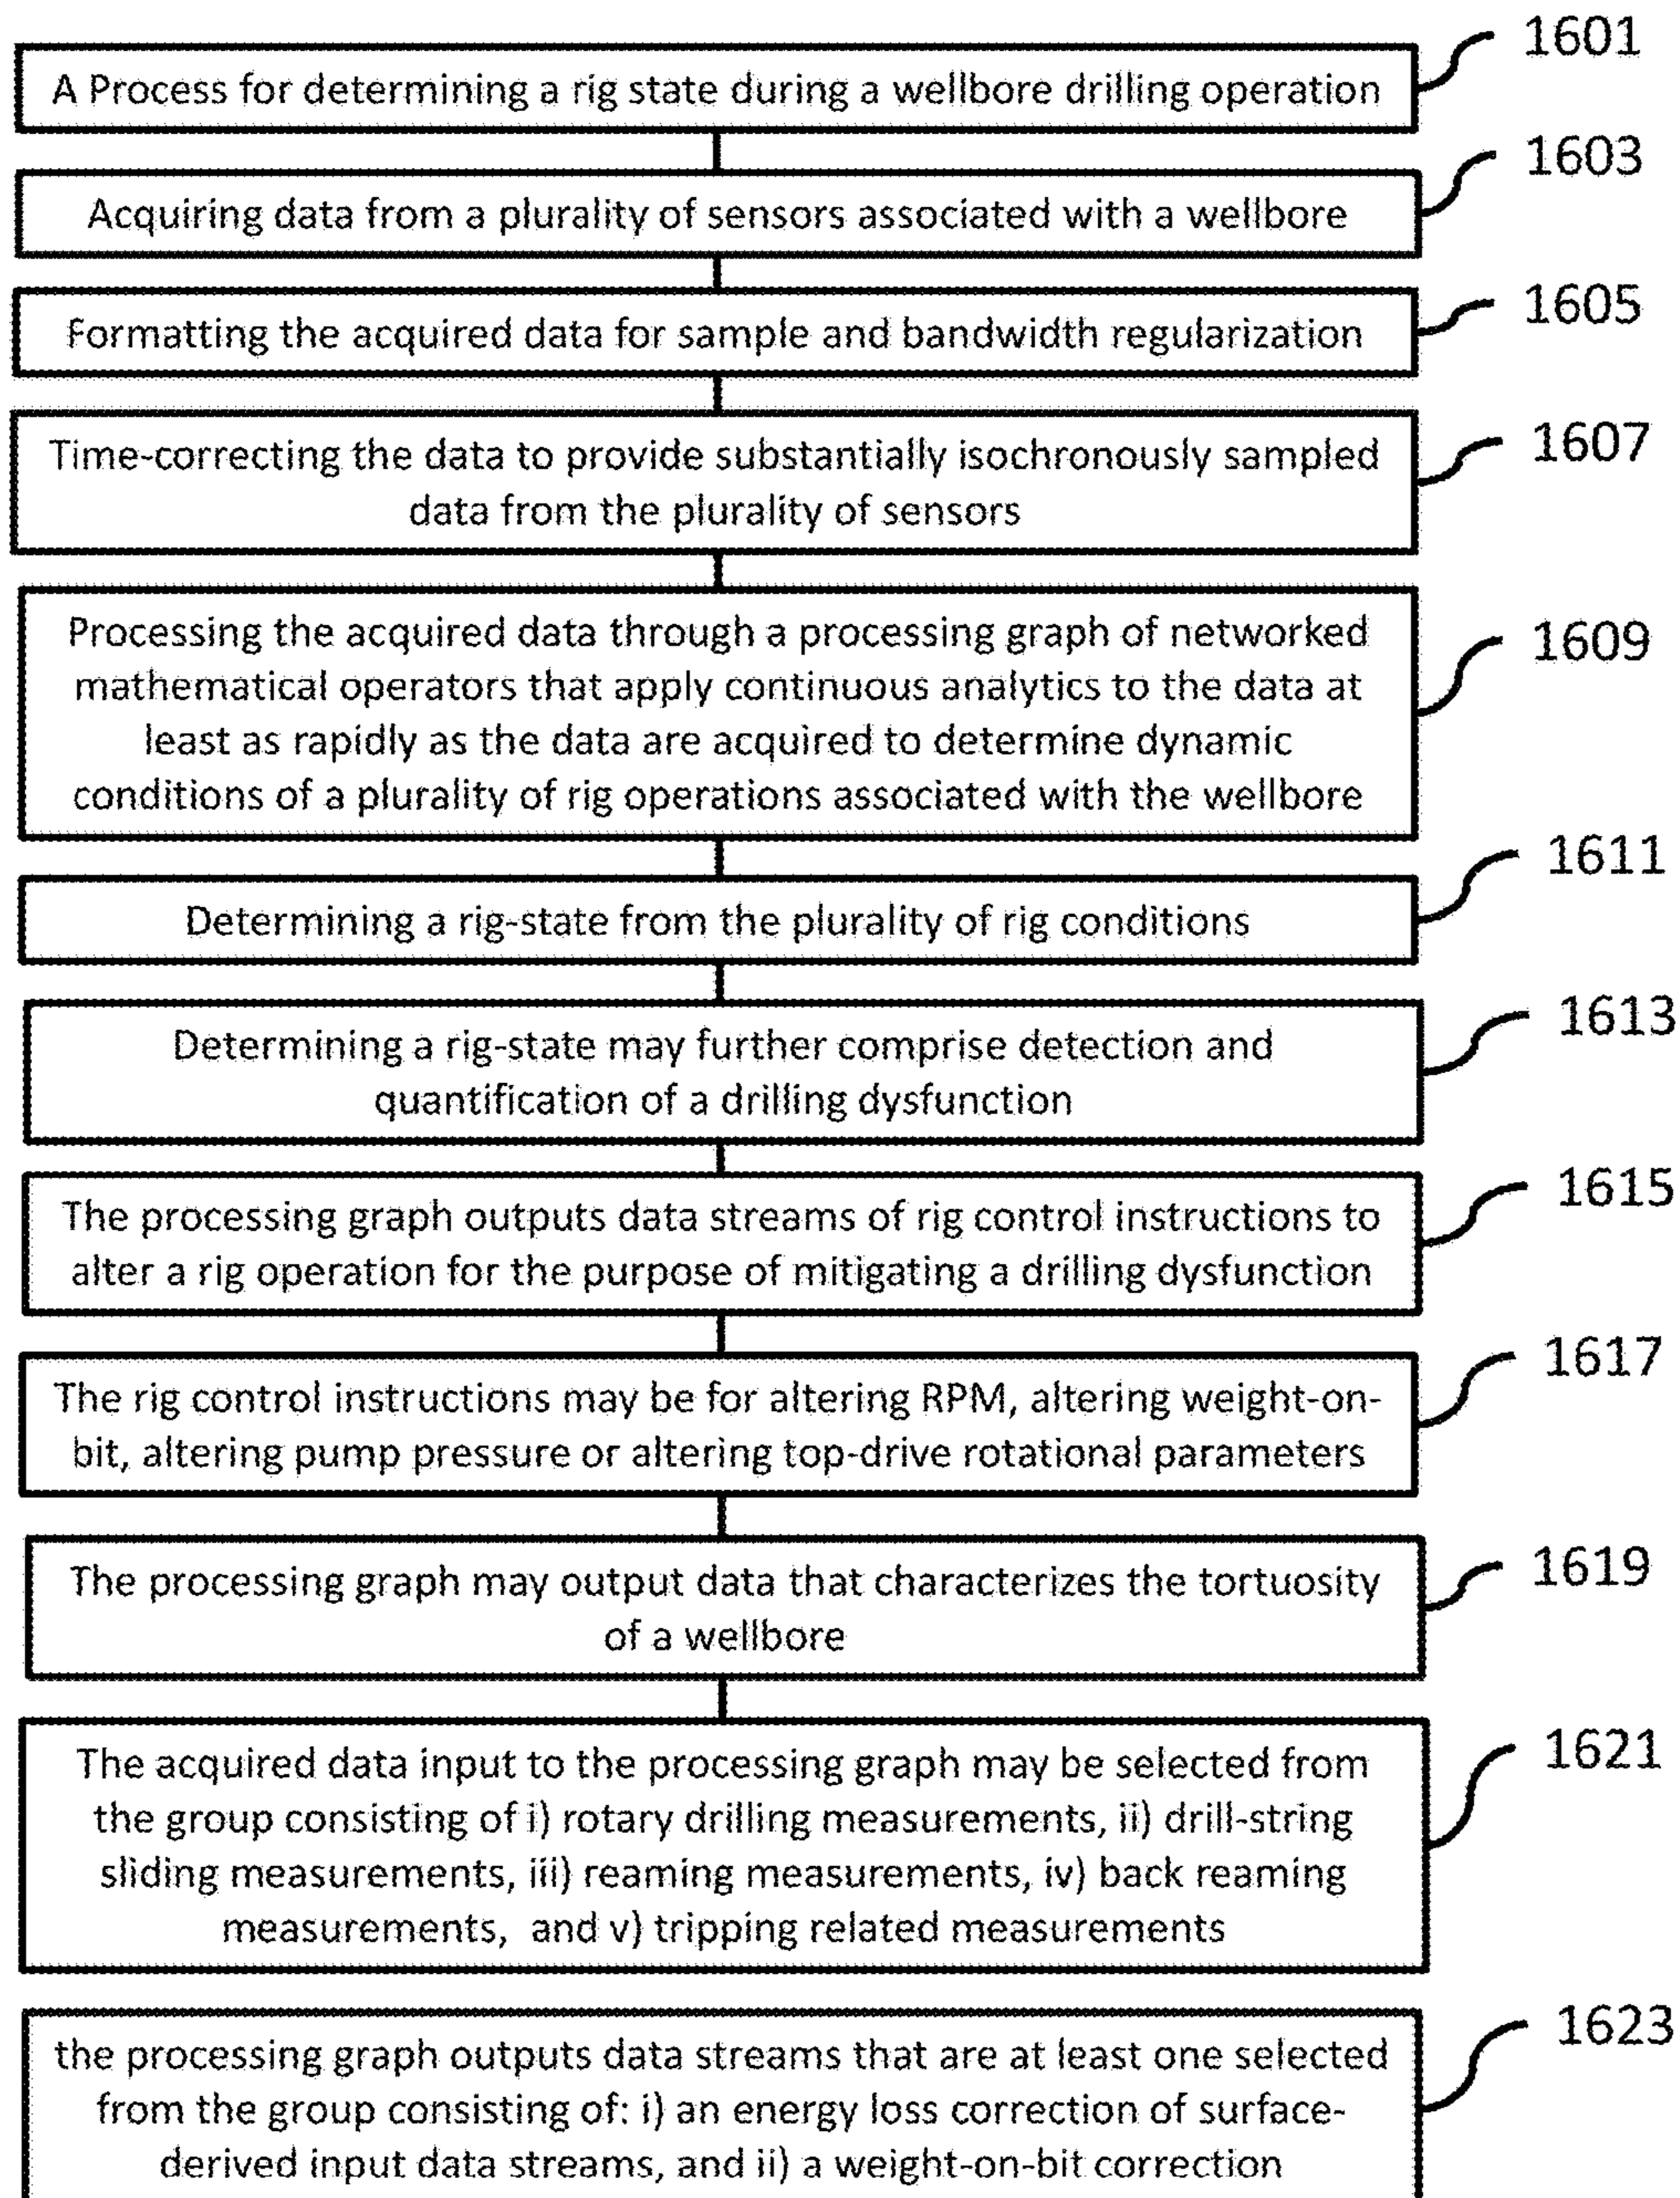 1601
A Process for determining a rig state during a wellbore drilling operation
1603
Acquiring data from a plurality of sensors associated with a wellbore
1605
Formatting the acquired data for sample and bandwidth regularization
1607
Time-correcting the data to provide substantially isochronously sampled
data from the plurality of sensors
1609
Processing the acquired data through a processing graph of networked
mathematical operators that apply continuous analytics to the data at
least as rapidly as the data are acquired to determine dynamic
conditions of a plurality of rig operations associated with the wellbore
1611
Determining a rig-state from the plurality of rig conditions
1613
Determining a rig-state may further comprise detection and
quantification of a drilling dysfunction
1615
The processing graph outputs data streams of rig control instructions to
alter a rig operation for the purpose of mitigating a drilling dysfunction
1617
The rig control instructions may be for altering RPM, altering weight-on-
bit, altering pump pressure or altering top-drive rotational parameters
1619
The processing graph may output data that characterizes the tortuosity
of a wellbore
1621
The acquired data input to the processing graph may be selected from
the group consisting of i) rotary drilling measurements, ii) drill-string
sliding measurements, iii) reaming measurements, iv) back reaming
measurements, and v) tripping related measurements
1623
the processing graph outputs data streams that are at least one selected
from the group consisting of: i) an energy loss correction of surface-
derived input data streams, and ii) a weight-on-bit correction